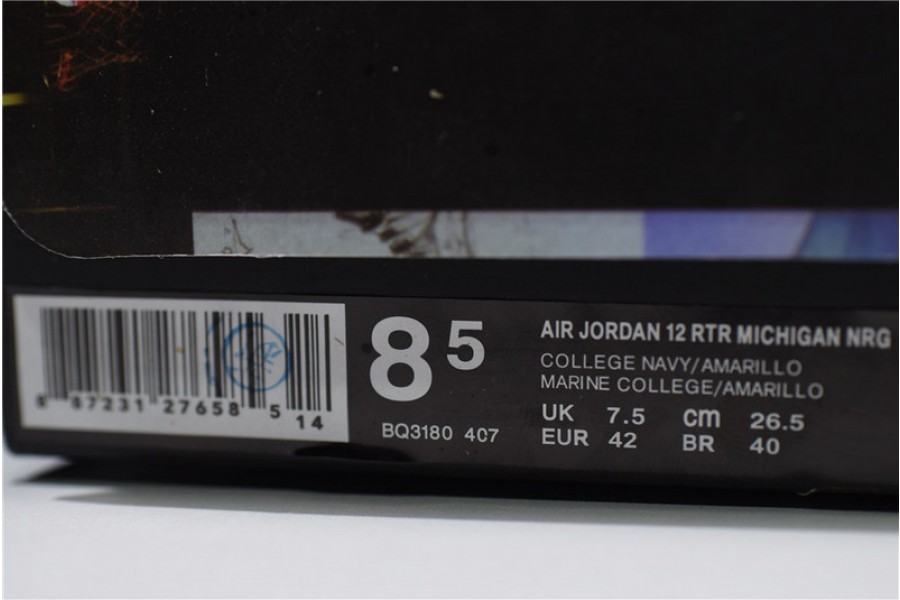 8 87231 27658 5 14
8 5
BQ3180 407
AIR JORDAN 12 RTR MICHIGAN NRG
COLLEGE NAVY/AMARILLO
MARINE COLLEGE/AMARILLO
UK 7.5 cm 26.5
EUR 42 BR 40